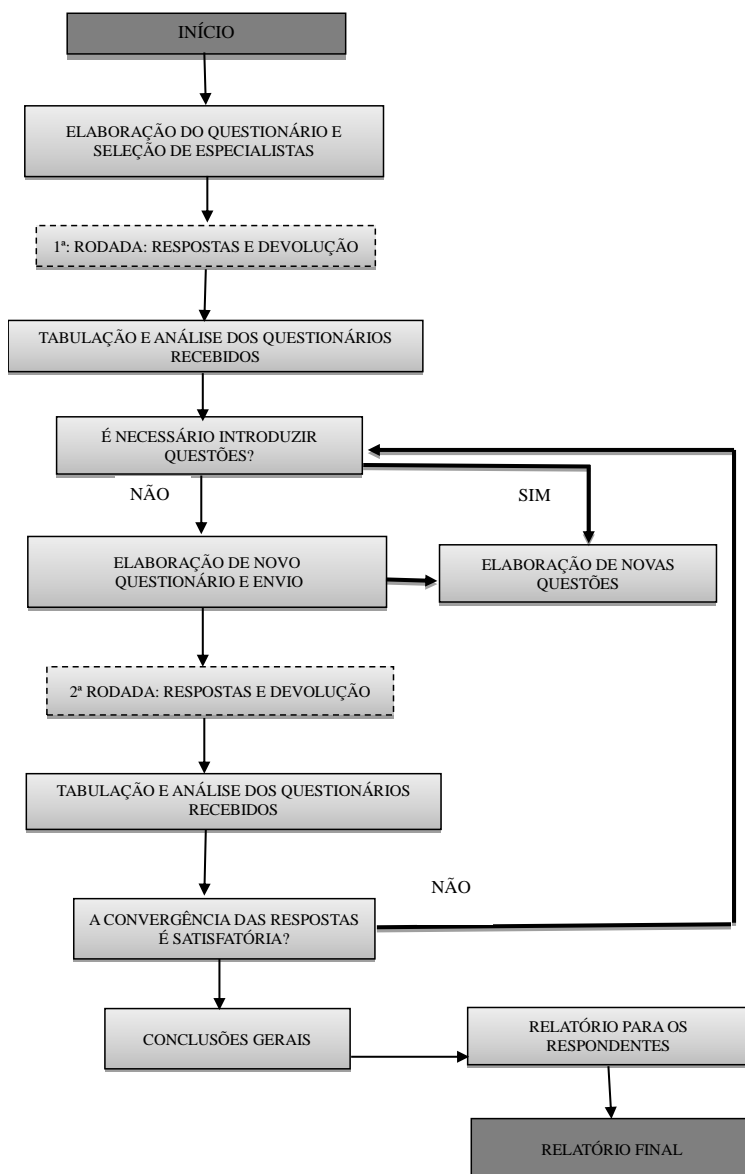 INÍCIO
ELABORAÇÃO DO QUESTIONÁRIO E
SELEÇÃO DE ESPECIALISTAS
1ª: RODADA: RESPOSTAS E DEVOLUÇÃO
TABULAÇÃO E ANÁLISE DOS QUESTIONÁRIOS
RECEBIDOS
É NECESSÁRIO INTRODUZIR
QUESTÕES?
NÃO
SIM
ELABORAÇÃO DE NOVO
QUESTIONÁRIO E ENVIO
ELABORAÇÃO DE NOVAS
QUESTÕES
2ª RODADA: RESPOSTAS E DEVOLUÇÃO
TABULAÇÃO E ANÁLISE DOS QUESTIONÁRIOS
RECEBIDOS
NÃO
A CONVERGÊNCIA DAS RESPOSTAS
É SATISFATÓRIA?
CONCLUSÕES GERAIS
RELATÓRIO PARA OS
RESPONDENTES
RELATÓRIO FINAL